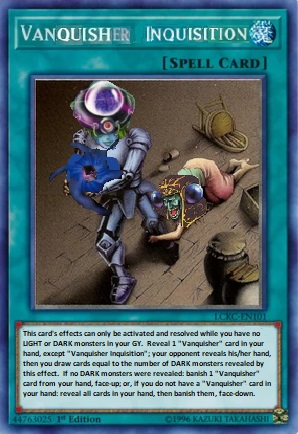 VANQUISHER INQUISITION
[SPELL CARD]
LCKC-EN101
This card's effects can only be activated and resolved while you have no
LIGHT or DARK monsters in your GY. Reveal 1 "Vanquisher" card in your
hand, except "Vanquisher Inquisition"; your opponent reveals his/her hand,
then you draw cards equal to the number of DARK monsters revealed by
this effect. If no DARK monsters were revealed: banish 1 "Vanquisher"
card from your hand, face-up; or, if you do not have a "Vanquisher" card in your
hand: reveal all cards in your hand, then banish them, face-down.
44763025 1st Edition ©1996 KAZUKI TAKAHASHI